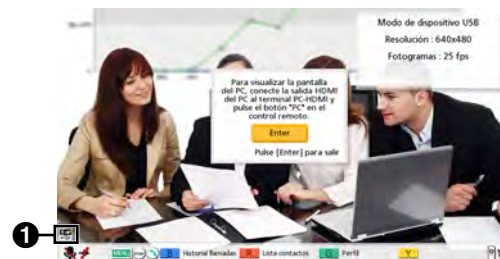 Modo de dispositivo USB
Resolución : 640x480
Fotogramas : 25 fps
Para visualizar la pantalla
del PC, conecte la salida HDMI
del PC al terminal PC-HDMI y
pulse el botón "PC" en el
control remoto.
Enter
Pulse [Enter] para salir
1
MENU B Historial llamadas R Lista contactos G Perfil Y